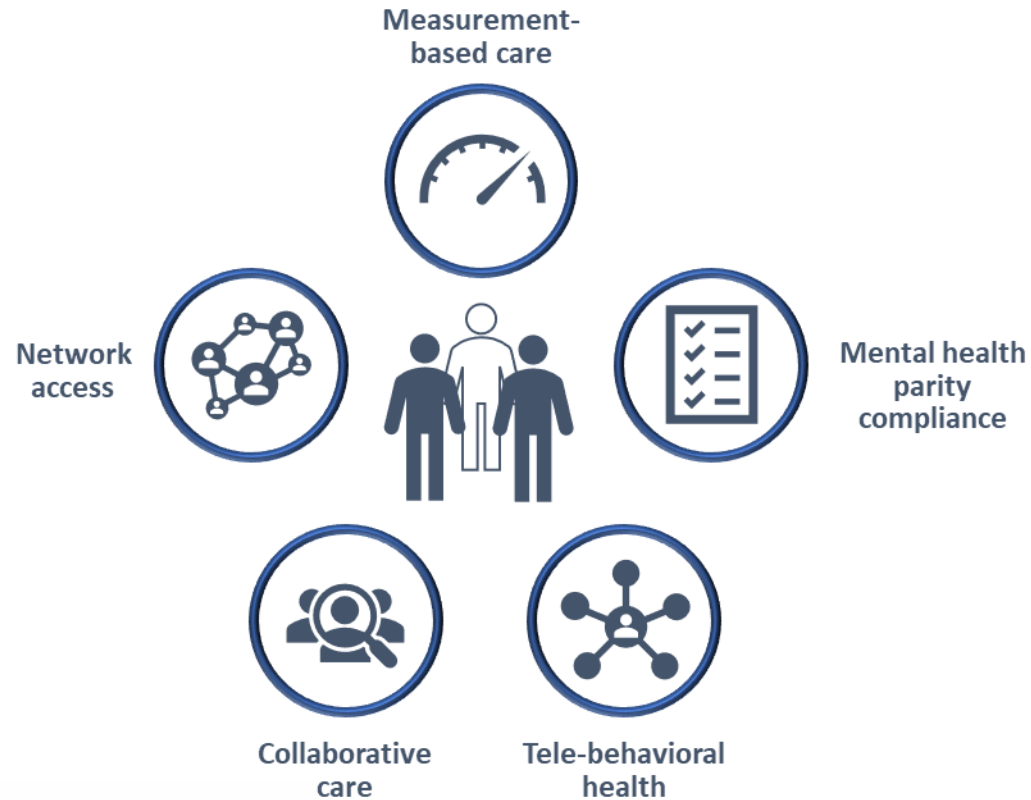 Measurement-
based care
Network
access
Mental health
parity
compliance
Collaborative
care
Tele-behavioral
health